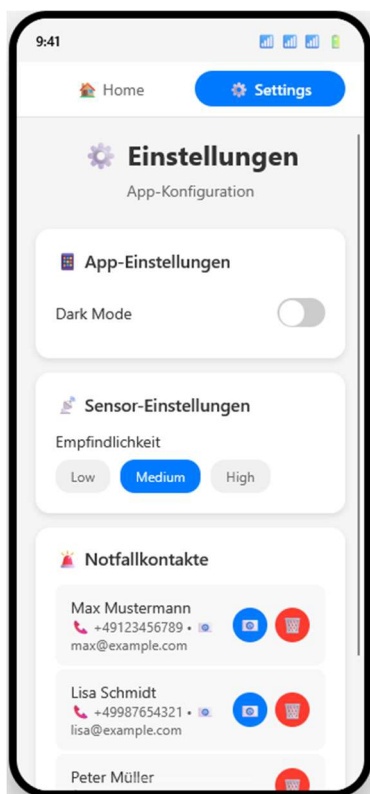 9:41
Home
Settings
Einstellungen
App-Konfiguration
App-Einstellungen
Dark Mode
Sensor-Einstellungen
Empfindlichkeit
Low Medium High
Notfallkontakte
Max Mustermann
+49123456789 •
max@example.com
Lisa Schmidt
+49987654321 •
lisa@example.com
Peter Müller